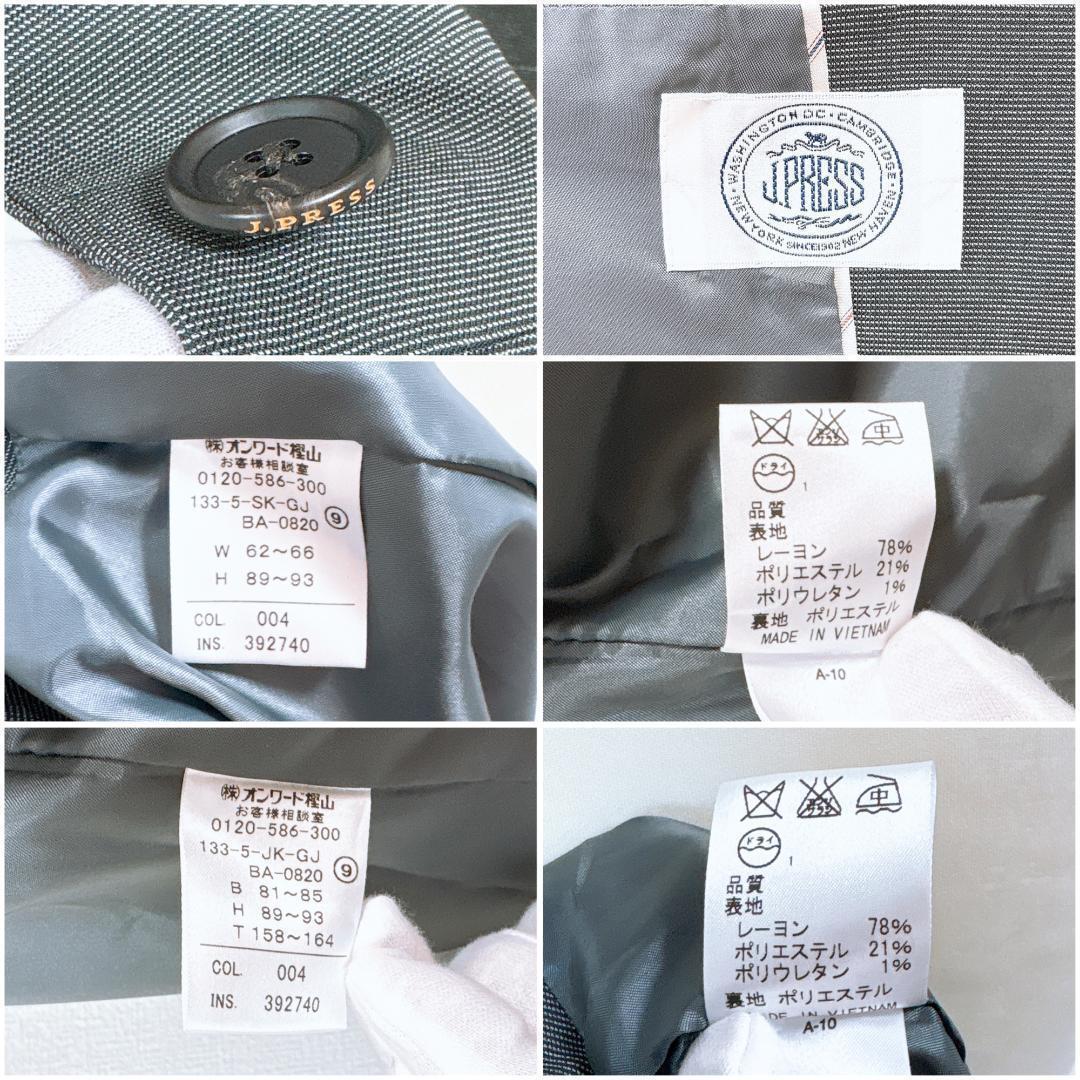 J.PRESS
WASHINGTON DC・CAMBRIDGE・
J.PRESS
NEW YORK SINCE1902 NEW HAVEN・
㈱オンワード樫山
お客様相談室
0120-586-300
133-5-SK-GJ
BA-0820 ⑨
W 62〜66
H 89〜93
COL. 004
INS. 392740
中
ドライ
1
品質
表地
レーヨン 78%
ポリエステル 21%
ポリウレタン 1%
裏地 ポリエステル
MADE IN VIETNAM
A-10
㈱オンワード樫山
お客様相談室
0120-586-300
133-5-JK-GJ
BA-0820 ⑨
B 81〜85
H 89〜93
T 158〜164
COL. 004
INS. 392740
中
ドライ
1
品質
表地
レーヨン 78%
ポリエステル 21%
ポリウレタン 1%
裏地 ポリエステル
MADE IN VIETNAM
A-10